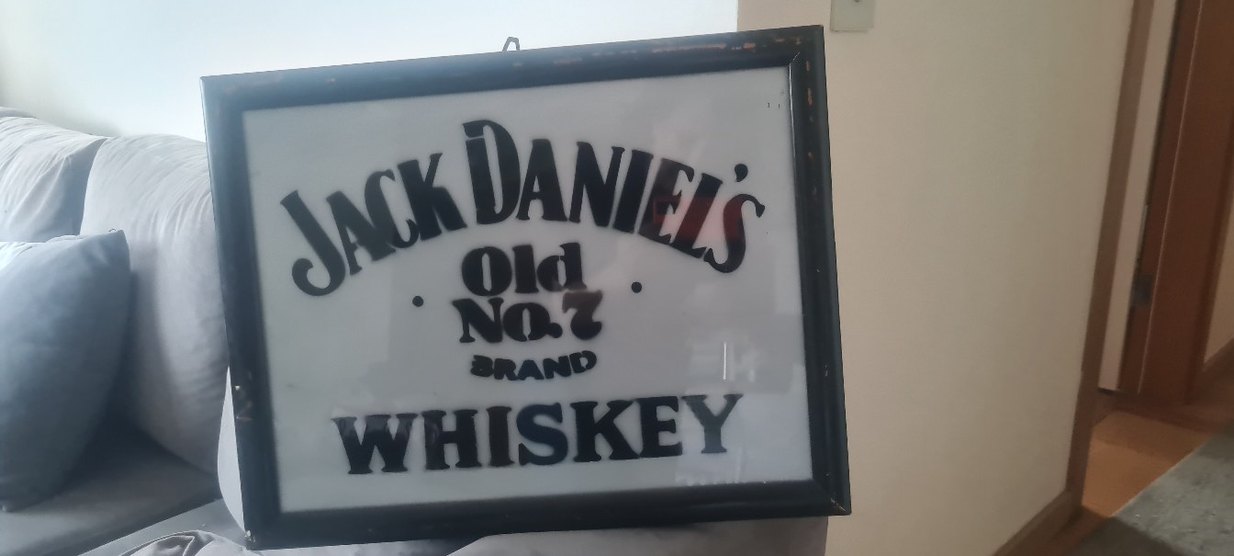 JACK DANIEL'S
Old
No. 7
BRAND
WHISKEY